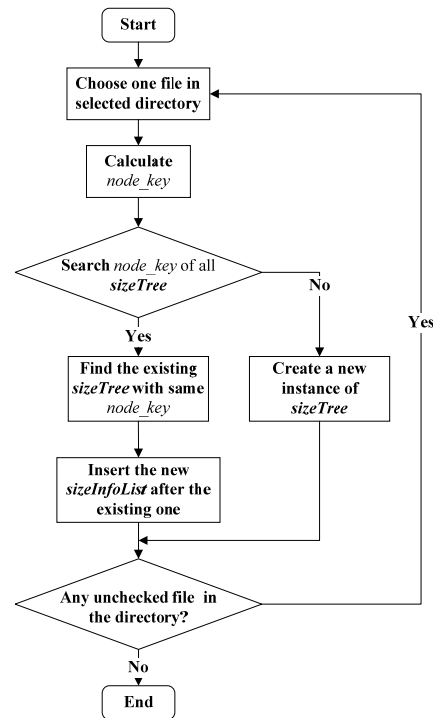 Start
Choose one file in
selected directory
Calculate
node_key
Search node_key of all
sizeTree
No
Yes
Yes
Find the existing
sizeTree with same
node_key
Create a new
instance of
sizeTree
Insert the new
sizeInfoList after the
existing one
Any unchecked file in
the directory?
No
End